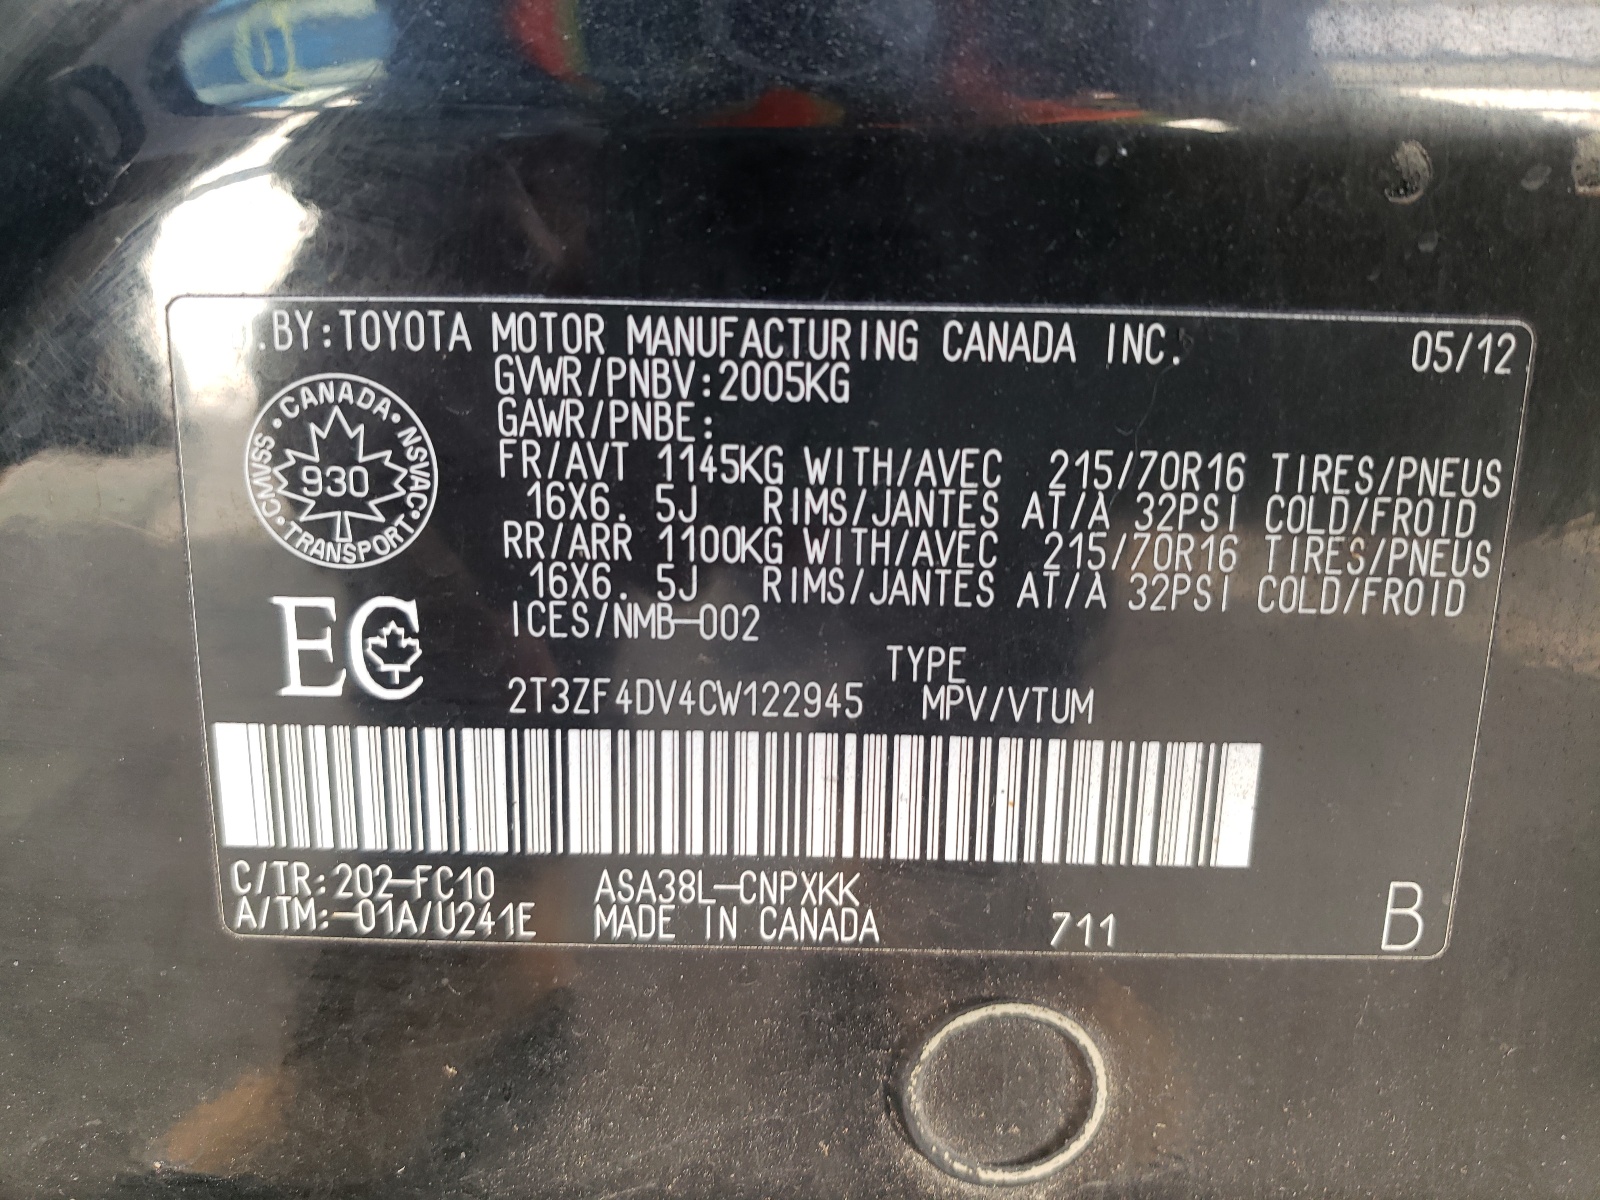 BY:TOYOTA MOTOR MANUFACTURING CANADA INC. 05/12
GVWR/PNBV:2005KG
GAWR/PNBE:
FR/AVT 1145KG WITH/AVEC 215/70R16 TIRES/PNEUS
16X6. 5J RIMS/JANTES AT/À 32PSI COLD/FROID
RR/ARR 1100KG WITH/AVEC 215/70R16 TIRES/PNEUS
16X6. 5J RIMS/JANTES AT/À 32PSI COLD/FROID
ICES/NMB-002
CANADA · NSVAC · TRANSPORT · CMVSS
930
EC
TYPE
2T3ZF4DV4CW122945 MPV/VTUM
C/TR:202-FC10 ASA38L-CNPXKK
A/TM:-01A/U241E MADE IN CANADA 711 B